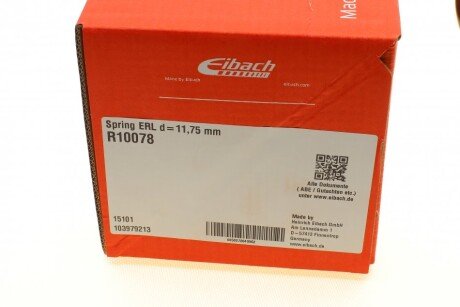 Eibach
Made by Eibach
eibach.com
Mad
Spring ERL d=11,75 mm
R10078
Alle Dokumente
( ABE / Gutachten etc.)
unter www.eibach.de
15101
103979213
Made by
Heinrich Eibach GmbH
Am Lennedamm 1
D-57413 Finnentrop
Germany
www.eibach.de